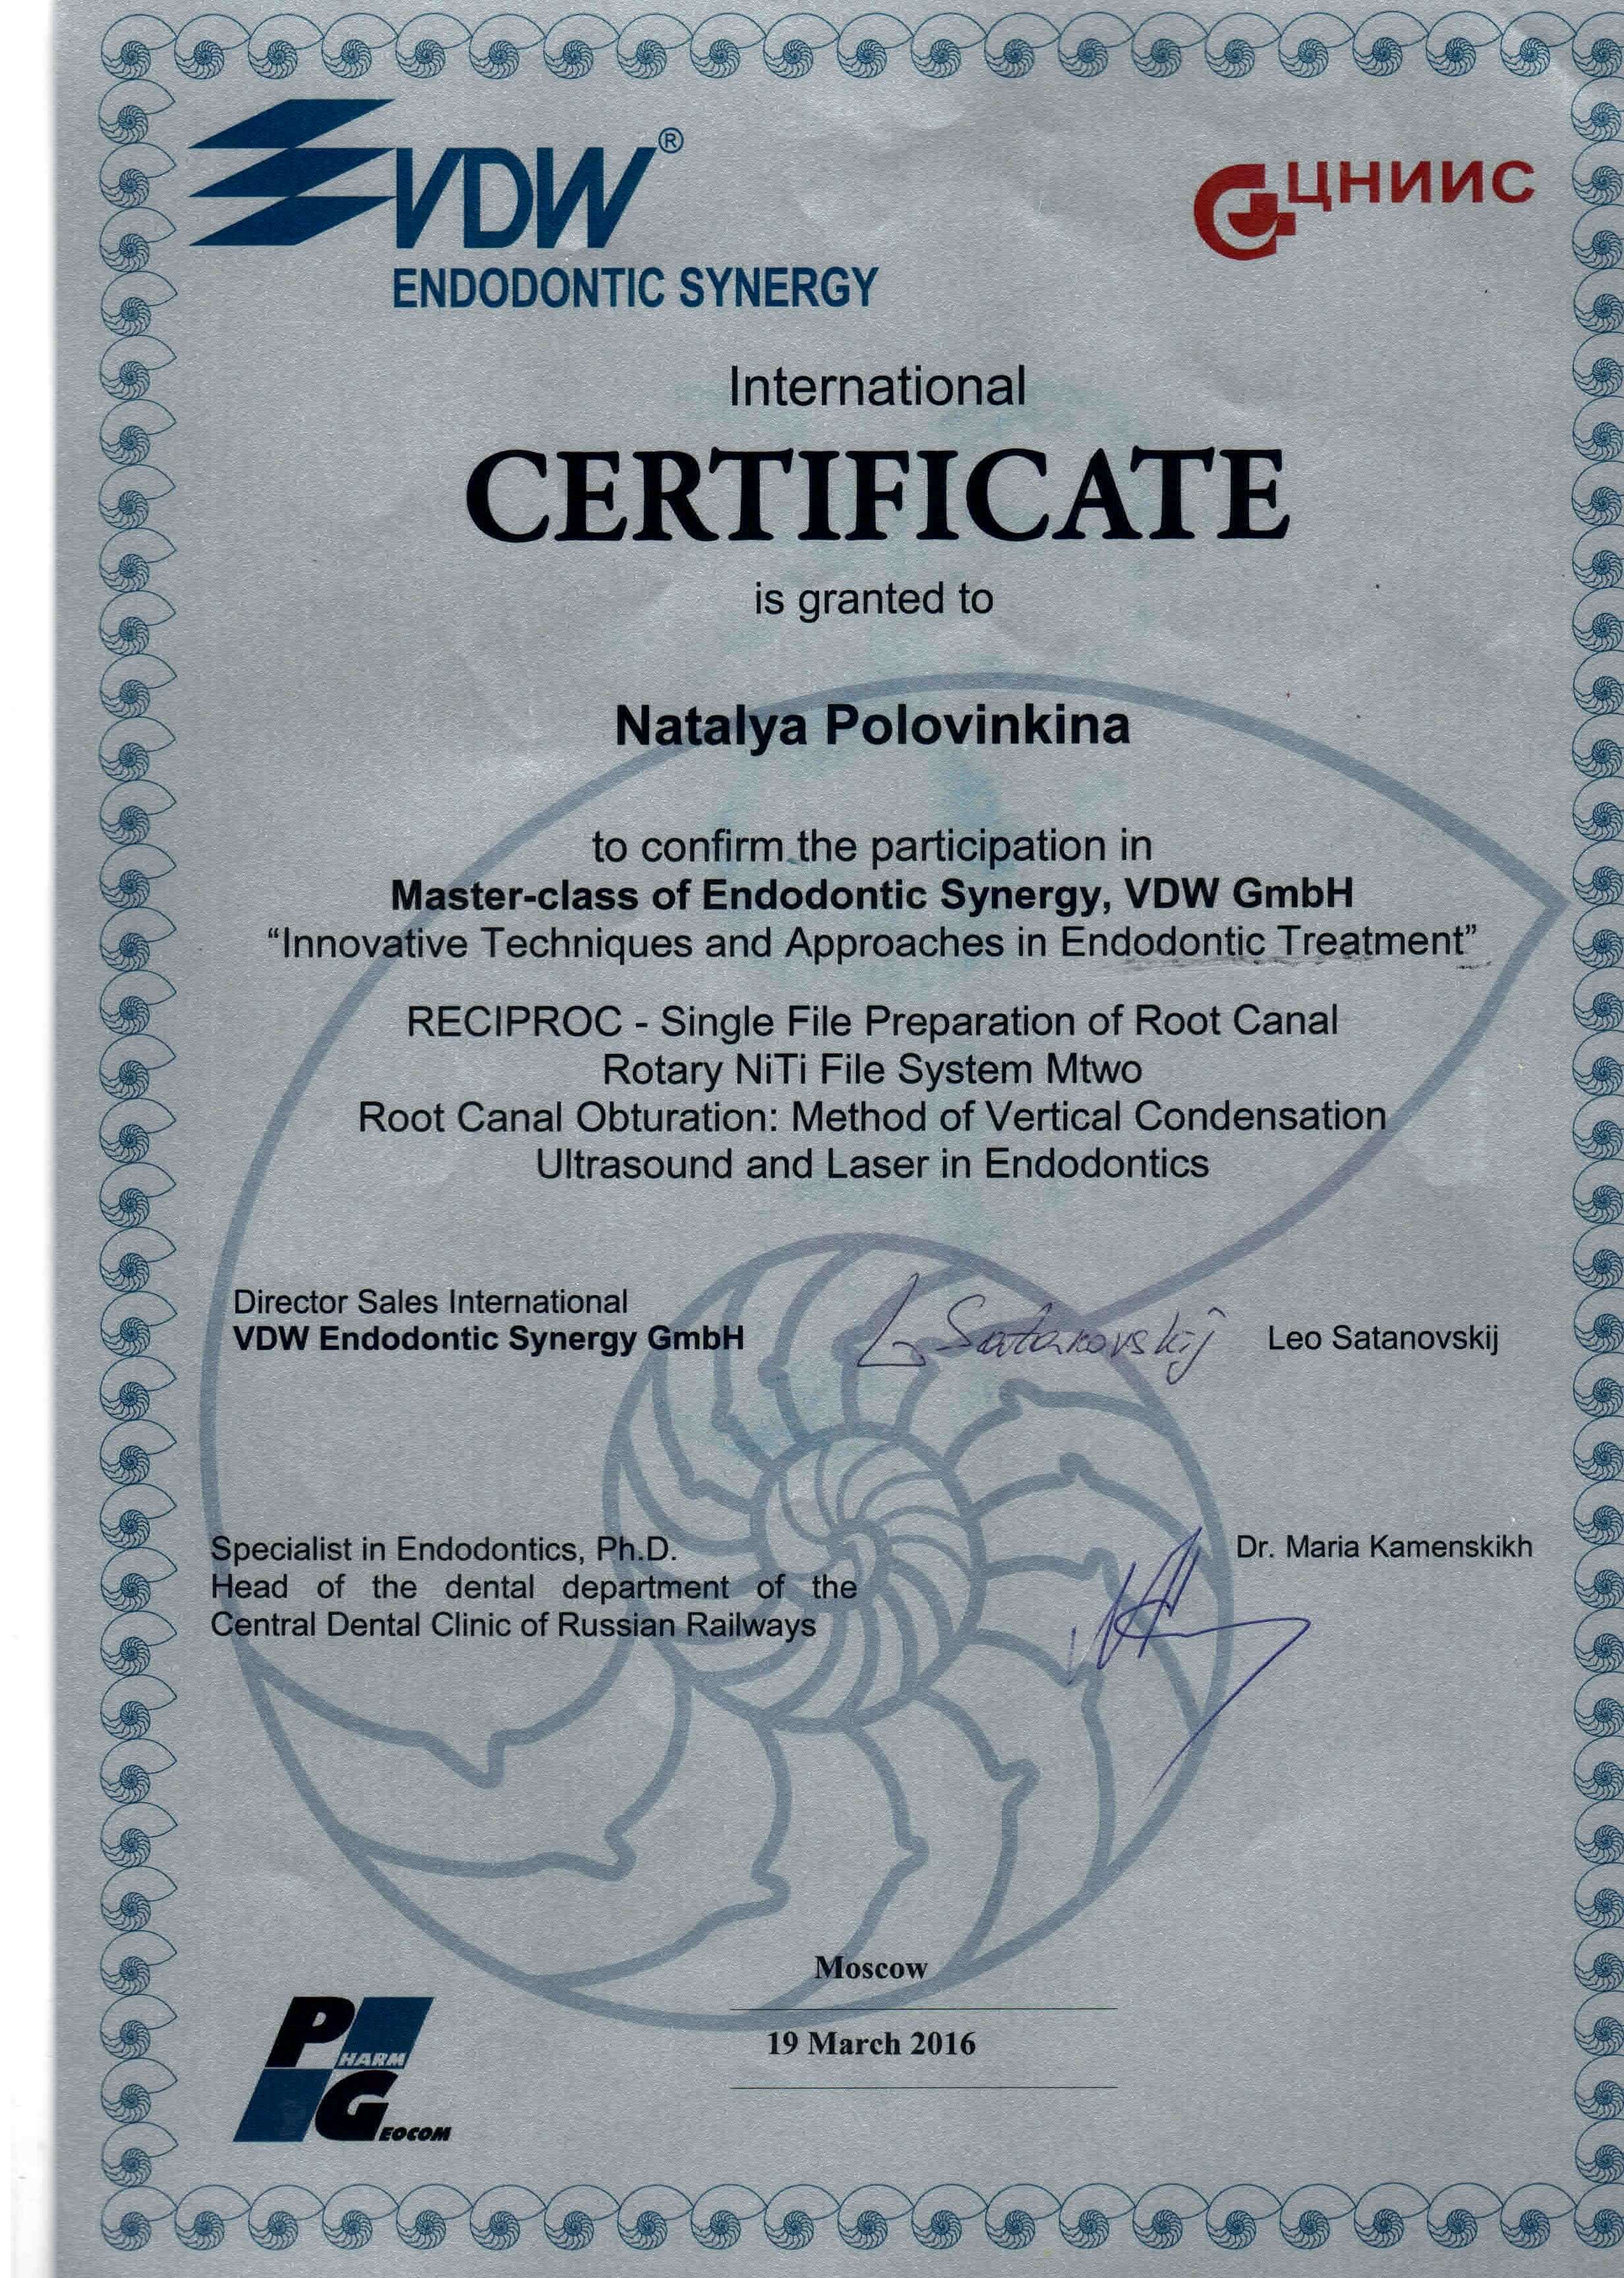 VDW®
ENDODONTIC SYNERGY
ЦНИИС
International
CERTIFICATE
is granted to
Natalya Polovinkina
to confirm the participation in
Master-class of Endodontic Synergy, VDW GmbH
“Innovative Techniques and Approaches in Endodontic Treatment”
RECIPROC - Single File Preparation of Root Canal
Rotary NiTi File System Mtwo
Root Canal Obturation: Method of Vertical Condensation
Ultrasound and Laser in Endodontics
Director Sales International
VDW Endodontic Synergy GmbH
L Satanovskij
Leo Satanovskij
Specialist in Endodontics, Ph.D.
Head of the dental department of the
Central Dental Clinic of Russian Railways
Dr. Maria Kamenskikh
Moscow
19 March 2016
PHARM
GEOCOM